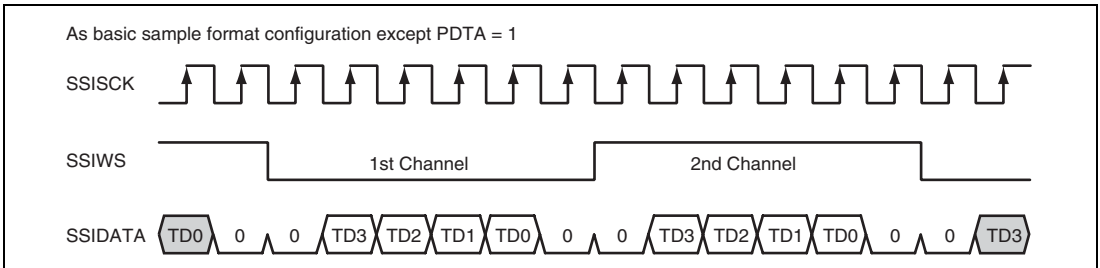 As basic sample format configuration except PDTA = 1
SSISCK
SSIWS 1st Channel 2nd Channel
SSIDATA TD0 0 0 TD3 TD2 TD1 TD0 0 0 TD3 TD2 TD1 TD0 0 0 TD3